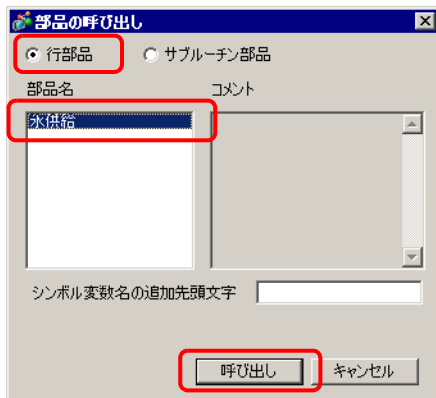 部品の呼び出し
行部品 サブルーチン部品
部品名 コメント
氷供給
シンボル変数名の追加先頭文字
呼び出し キャンセル